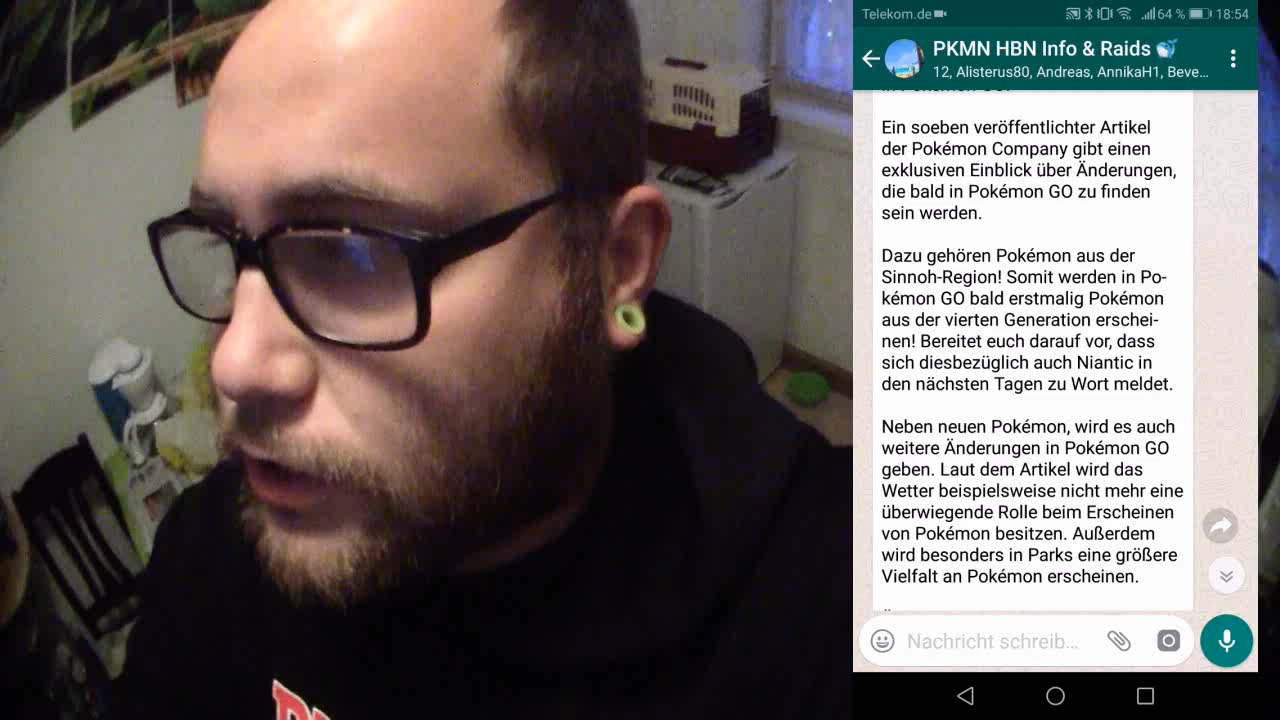 Telekom.de
64 %
18:54
PKMN HBN Info & Raids
12, Alisterus80, Andreas, AnnikaH1, Beve...
Ein soeben veröffentlichter Artikel
der Pokémon Company gibt einen
exklusiven Einblick über Änderungen,
die bald in Pokémon GO zu finden
sein werden.
Dazu gehören Pokémon aus der
Sinnoh-Region! Somit werden in Po-
kémon GO bald erstmalig Pokémon
aus der vierten Generation erschei-
nen! Bereitet euch darauf vor, dass
sich diesbezüglich auch Niantic in
den nächsten Tagen zu Wort meldet.
Neben neuen Pokémon, wird es auch
weitere Änderungen in Pokémon GO
geben. Laut dem Artikel wird das
Wetter beispielsweise nicht mehr eine
überwiegende Rolle beim Erscheinen
von Pokémon besitzen. Außerdem
wird besonders in Parks eine größere
Vielfalt an Pokémon erscheinen.
Nachricht schreib...